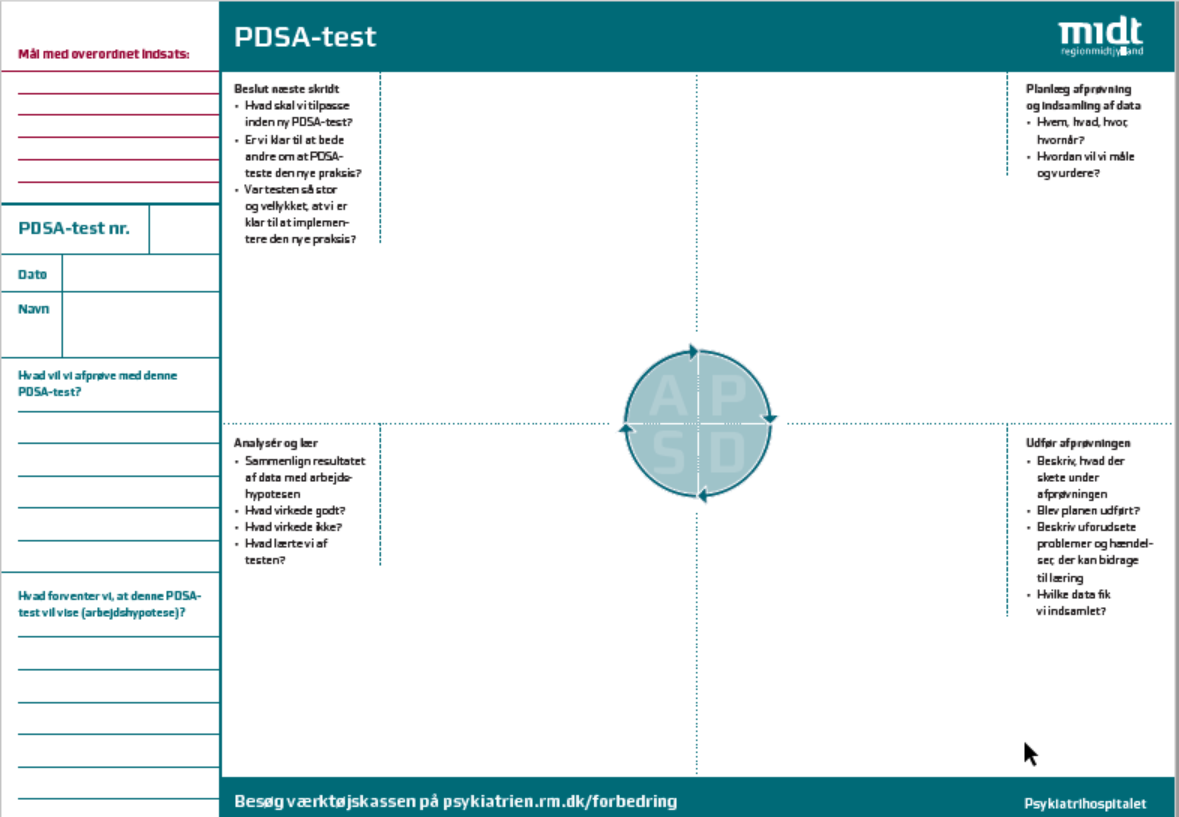 Mål med overordnet indsats:
PDSA-test nr.
Dato
Navn
Hvad vil vi afprøve med denne
PDSA-test?
Hvad forventer vi, at denne PDSA-
test vil vise (arbejdshypotese)?
PDSA-test
midt
regionmidtjylland
Beslut næste skridt
• Hvad skal vi tilpasse
inden ny PDSA-test?
• Er vi klar til at bede
andre om at PDSA-
teste den nye praksis?
• Var testen så stor
og vellykket, at vi er
klar til at implemen-
tere den nye praksis?
Planlæg afprøvning
og indsamling af data
• Hvem, hvad, hvor,
hvornår?
• Hvordan vil vi måle
og vurdere?
A P
S D
Analysér og lær
• Sammenlign resultatet
af data med arbejds-
hypotesen
• Hvad virkede godt?
• Hvad virkede ikke?
• Hvad lærte vi af
testen?
Udfør afprøvningen
• Beskriv, hvad der
skete under
afprøvningen
• Blev planen udført?
• Beskriv uforudsete
problemer og hændel-
ser, der kan bidrage
til læring
• Hvilke data fik
vi indsamlet?
Besøg værktøjskassen på psykiatrien.rm.dk/forbedring
Psykiatrihospitalet